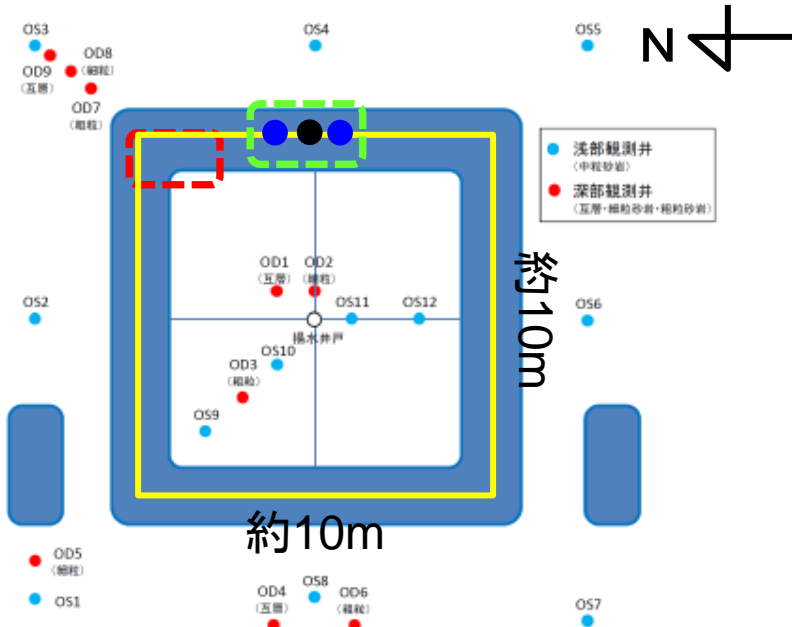 OS3
OS4
OS5
N
OD8
(細粒)
OD9
(互層)
OD7
(粗粒)
浅部観測井
(中粒砂岩)
深部観測井
(互層・細粒砂岩・粗粒砂岩)
OD1
(互層)
OD2
(細粒)
約10m
OS2
OS11
OS12
OS6
揚水井戸
OS10
OD3
(粗粒)
OS9
約10m
OD5
(細粒)
OS1
OD4
(互層)
OS8
OD6
(粗粒)
OS7